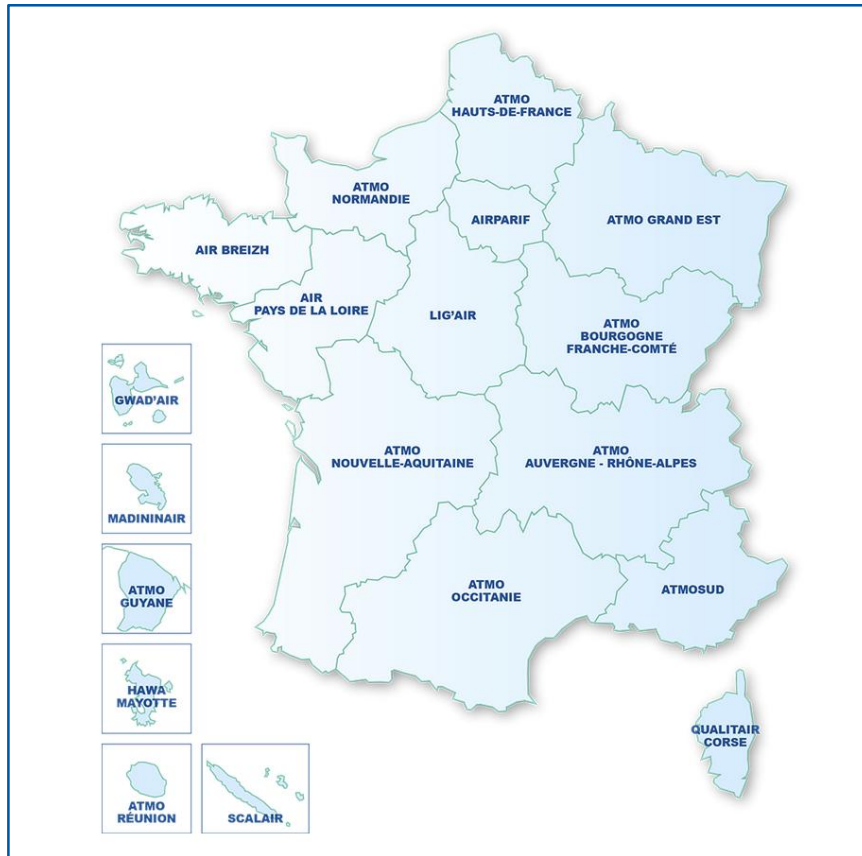 ATMO
HAUTS-DE-FRANCE
ATMO
NORMANDIE
AIRPARIF
ATMO GRAND EST
AIR BREIZH
AIR
PAYS DE LA LOIRE
LIG'AIR
ATMO
BOURGOGNE
FRANCHE-COMTÉ
GWAD'AIR
ATMO
NOUVELLE-AQUITAINE
ATMO
AUVERGNE - RHÔNE-ALPES
MADININAIR
ATMO
GUYANE
ATMO
OCCITANIE
ATMOSUD
HAWA
MAYOTTE
QUALITAIR
CORSE
ATMO
RÉUNION
SCALAIR